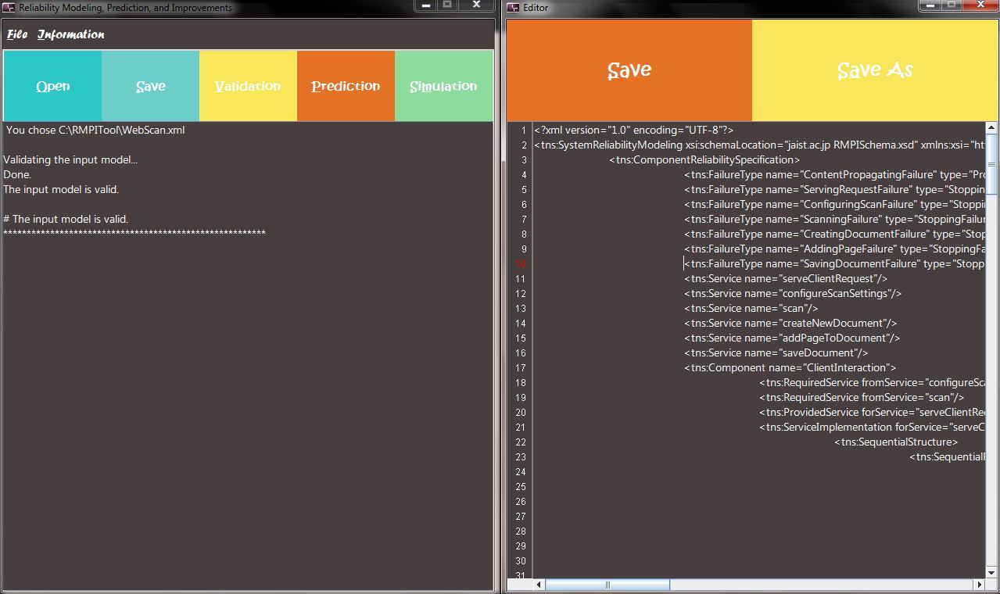 Reliability Modeling, Prediction, and Improvements
File Information
Open Save Validation Prediction Simulation
You chose C:\RMPITool\WebScan.xml
Validating the input model...
Done.
The input model is valid.
# The input model is valid.
********************************************************
Editor
Save Save As
1 <?xml version="1.0" encoding="UTF-8"?>
2 <tns:SystemReliabilityModeling xsi:schemaLocation="jaist.ac.jp RMPISchema.xsd" xmlns:xsi="ht
3 <tns:ComponentReliabilitySpecification>
4 <tns:FailureType name="ContentPropagatingFailure" type="Pro
5 <tns:FailureType name="ServingRequestFailure" type="Stopping
6 <tns:FailureType name="ConfiguringScanFailure" type="Stoppin
7 <tns:FailureType name="ScanningFailure" type="StoppingFailur
8 <tns:FailureType name="CreatingDocumentFailure" type="Stop
9 <tns:FailureType name="AddingPageFailure" type="StoppingFa
10 <tns:FailureType name="SavingDocumentFailure" type="Stopp
11 <tns:Service name="serveClientRequest"/>
12 <tns:Service name="configureScanSettings"/>
13 <tns:Service name="scan"/>
14 <tns:Service name="createNewDocument"/>
15 <tns:Service name="addPageToDocument"/>
16 <tns:Service name="saveDocument"/>
17 <tns:Component name="ClientInteraction">
18 <tns:RequiredService fromService="configureSca
19 <tns:RequiredService fromService="scan"/>
20 <tns:ProvidedService forService="serveClientReq
21 <tns:ServiceImplementation forService="serveC
22 <tns:SequentialStructure>
23 <tns:SequentialP
24
25
26
27
28
29
30
31